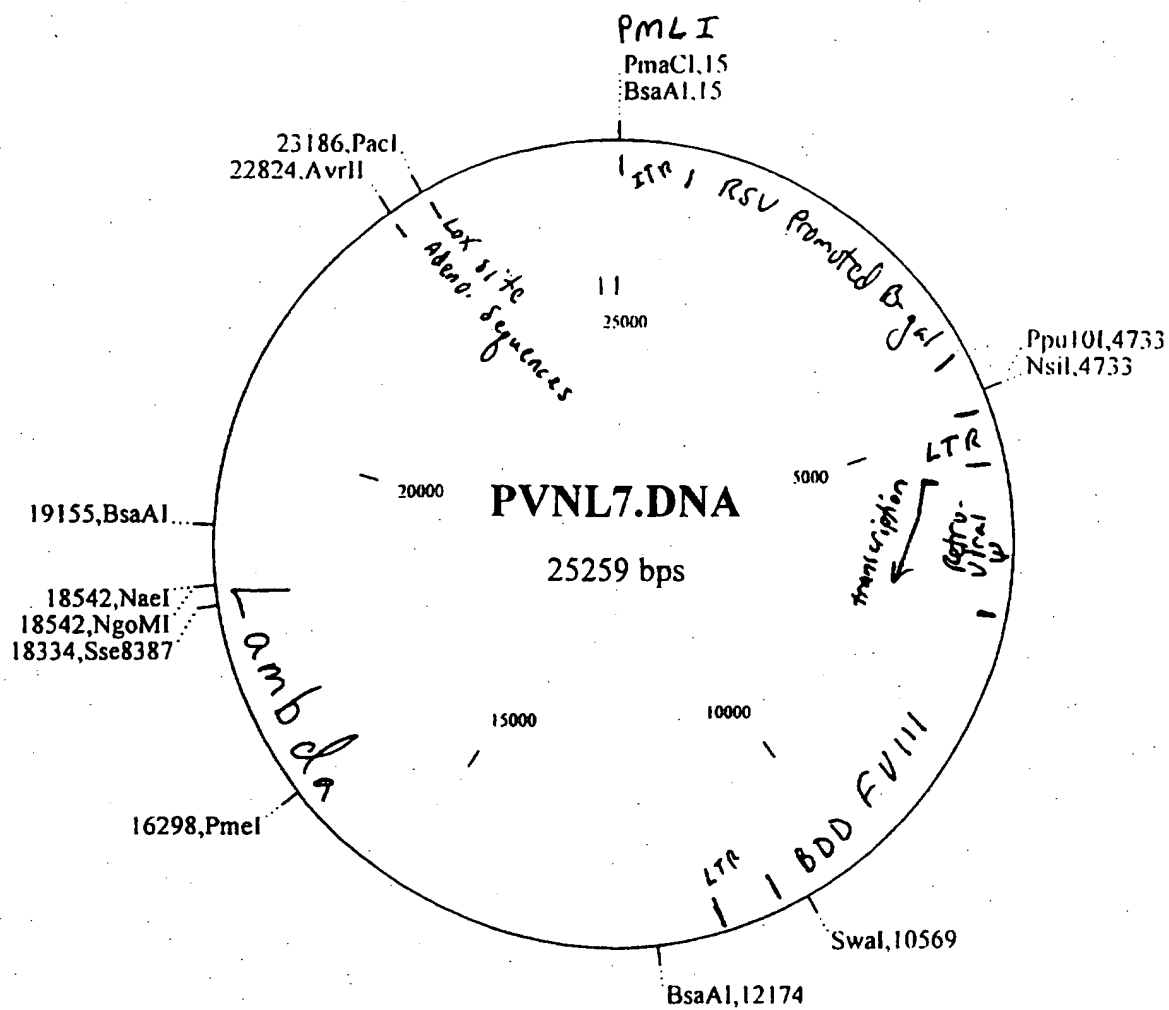 PMLI
PmaCI,15
BsaAI,15
23186,PacI
22824,AvrII
ITR
RSV Promoted B-gal
Lox site
Adeno. Sequences
25000
Ppu10I,4733
NsiI,4733
LTR
5000
20000
PVNL7.DNA
25259 bps
transcription
Retro-
viral
Ψ
19155,BsaAI
18542,NaeI
18542,NgoMI
18334,Sse8387
Lambda
15000
10000
BDD FVIII
16298,PmeI
LTR
SwaI,10569
BsaAI,12174